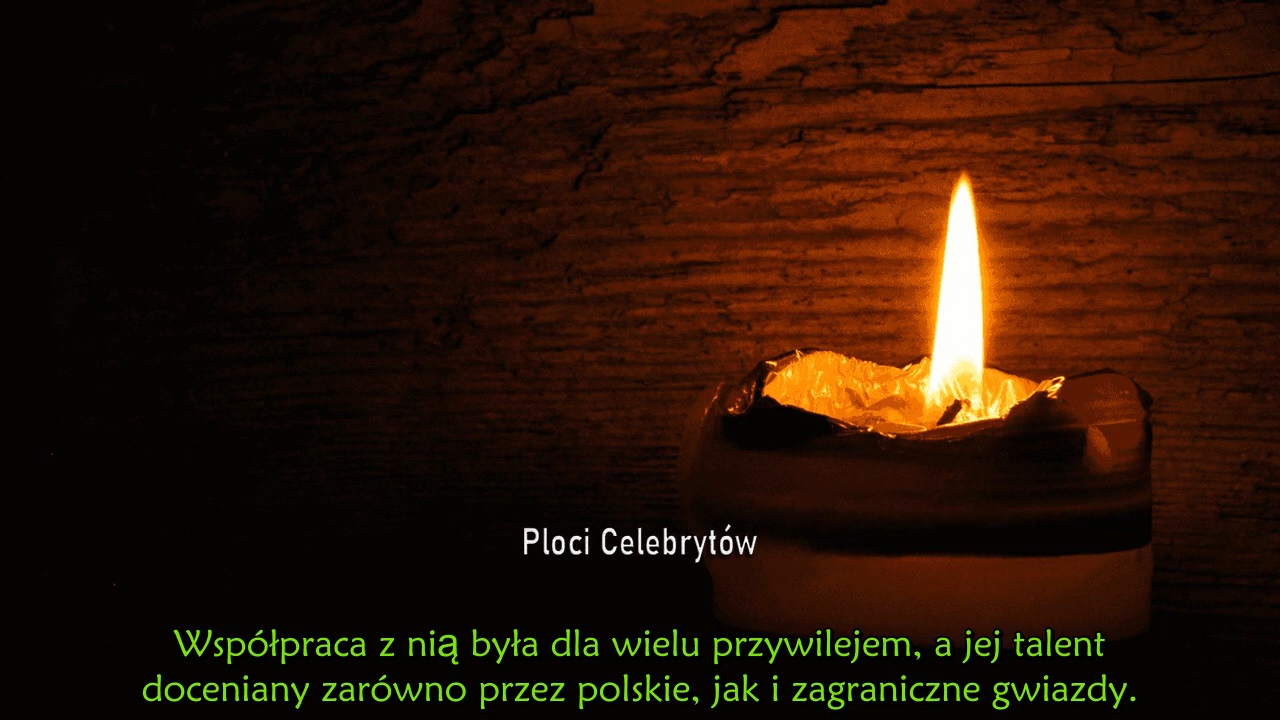 Ploci Celebrytów
Współpraca z nią była dla wielu przywilejem, a jej talent
doceniany zarówno przez polskie, jak i zagraniczne gwiazdy.